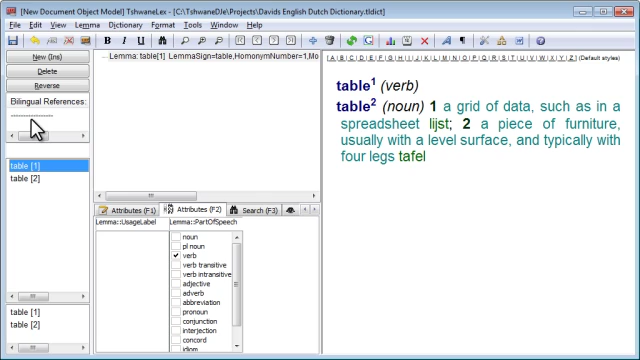 [New Document Object Model] TshwaneLex - C:\TshwaneDJe\Projects\Davids English Dutch Dictionary.tldict]
File Edit View Lemma Dictionary Format Tools Window Help
New (Ins)
Delete
Reverse
Bilingual References:
------------------
table [1]
table [2]
table [1]
table [2]
Lemma: table[1] LemmaSign=table,HomonymNumber=1,Mo
Attributes (F1) Attributes (F2) Search (F3)
Lemma::UsageLabel Lemma::PartOfSpeech
noun
pl noun
verb
verb transitive
verb intransitive
adjective
adverb
abbreviation
pronoun
conjunction
interjection
concord
idiom
|A|B|C|D|E|F|G|H|I|J|K|L|M|N|O|P|Q|R|S|T|U|V|W|X|Y|Z| (Default styles)
table1 (verb)
table2 (noun) 1 a grid of data, such as in a
spreadsheet lijst; 2 a piece of furniture,
usually with a level surface, and typically with
four legs tafel